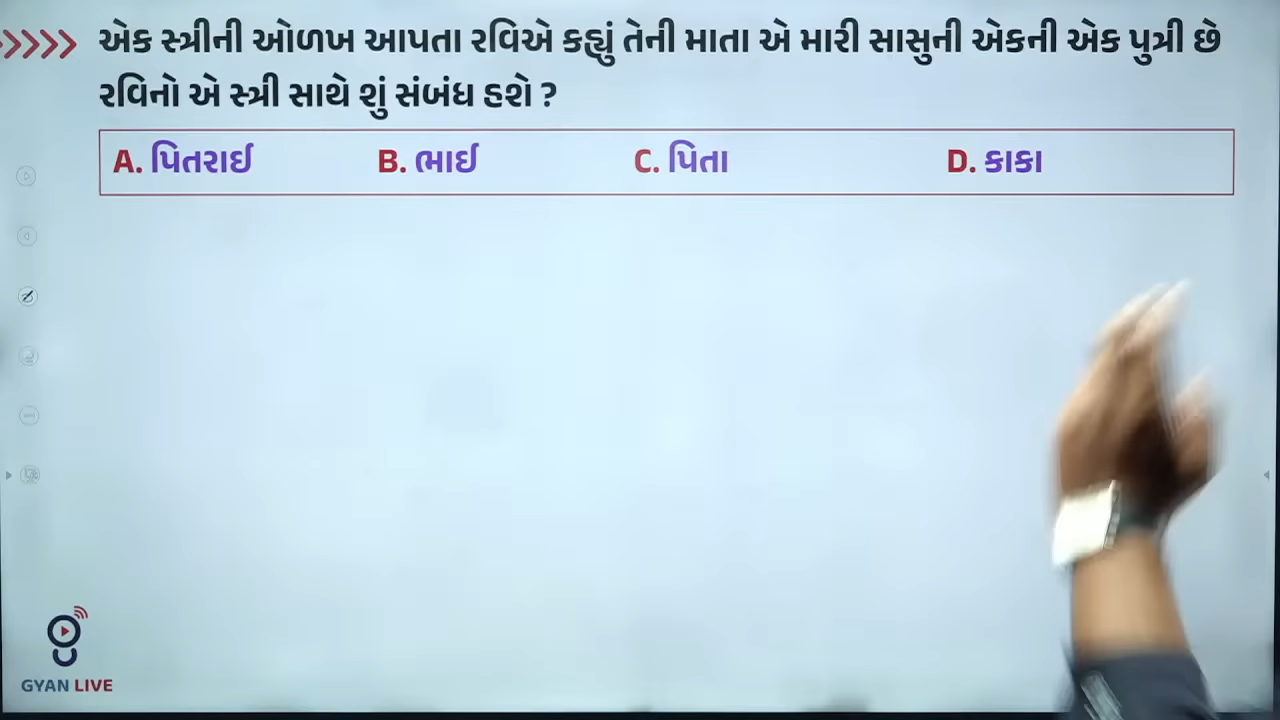 એક સ્ત્રીની ઓળખ આપતા રવિએ કહ્યું તેની માતા એ મારી સાસુની એકની એક પુત્રી છે
રવિનો એ સ્ત્રી સાથે શું સંબંધ હશે ?
A. પિતરાઈ B. ભાઈ C. પિતા D. કાકા
GYAN LIVE